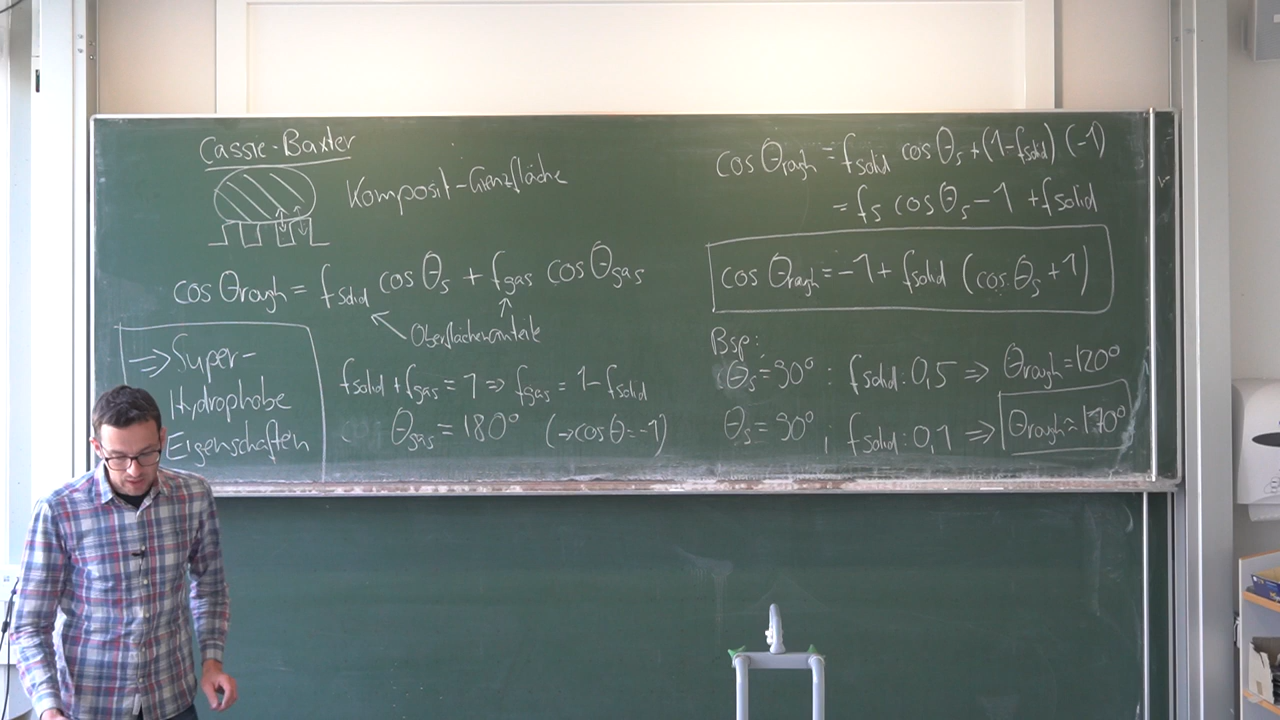 Cassie-Baxter
Komposit-Grenzfläche
cos Θrough = fsolid cos Θs + fgas cos Θgas
Oberflächenanteile
⇒ Super-
Hydrophobe
Eigenschaften
fsolid + fgas = 1 ⇒ fgas = 1 - fsolid
Θgas = 180° (→ cos Θ = -1)
cos Θrough = fsolid cos Θs + (1-fsolid) (-1)
= fs cos Θs - 1 + fsolid
cos Θrough = -1 + fsolid (cos Θs + 1)
Bsp:
Θs = 90° : fsolid: 0,5 ⇒ Θrough = 120°
Θs = 90° ; fsolid: 0,1 ⇒ Θrough ≈ 170°